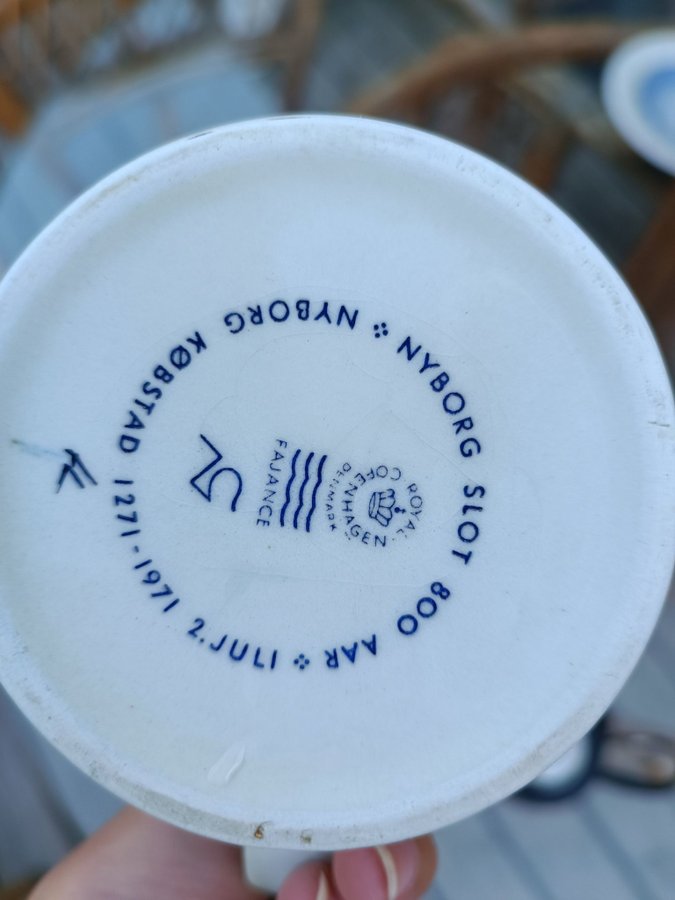 NYBORG SLOT 800 AAR
NYBORG KØBSTAD 1271-1971 2. JULI
ROYAL COPENHAGEN
DENMARK
FAJANCE